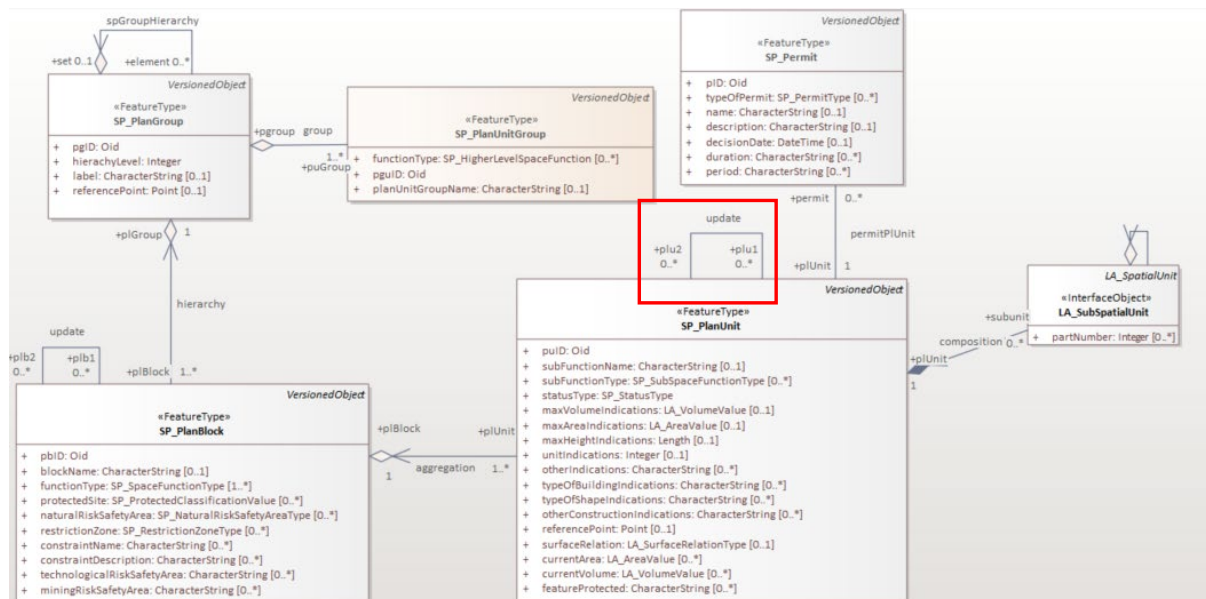 spGroupHierarchy
+set 0..1
+element 0..*
VersionedObject
«FeatureType»
SP_PlanGroup
+ pgID: Oid
+ hierachyLevel: Integer
+ label: CharacterString [0..1]
+ referencePoint: Point [0..1]
+pgroup group
1..*
+puGroup
VersionedObject
«FeatureType»
SP_PlanUnitGroup
+ functionType: SP_HigherLevelSpaceFunction [0..*]
+ pguID: Oid
+ planUnitGroupName: CharacterString [0..1]
VersionedObject
«FeatureType»
SP_Permit
+ pID: Oid
+ typeOfPermit: SP_PermitType [0..*]
+ name: CharacterString [0..1]
+ description: CharacterString [0..1]
+ decisionDate: DateTime [0..1]
+ duration: CharacterString [0..*]
+ period: CharacterString [0..*]
+permit 0..*
permitPlUnit
+plUnit 1
update
+plu2 +plu1
0..* 0..*
+plGroup 1
hierarchy
+plBlock 1..*
update
+plb2 +plb1
0..* 0..*
LA_SpatialUnit
«InterfaceObject»
LA_SubSpatialUnit
+ partNumber: Integer [0..*]
+subunit
composition 0..*
+plUnit
1
VersionedObject
«FeatureType»
SP_PlanUnit
+ puID: Oid
+ subFunctionName: CharacterString [0..1]
+ subFunctionType: SP_SubSpaceFunctionType [0..*]
+ statusType: SP_StatusType
+ maxVolumeIndications: LA_VolumeValue [0..1]
+ maxAreaIndications: LA_AreaValue [0..1]
+ maxHeightIndications: Length [0..1]
+ unitIndications: Integer [0..1]
+ otherIndications: CharacterString [0..*]
+ typeOfBuildingIndications: CharacterString [0..*]
+ typeOfShapeIndications: CharacterString [0..*]
+ otherConstructionIndications: CharacterString [0..*]
+ referencePoint: Point [0..1]
+ surfaceRelation: LA_SurfaceRelationType [0..1]
+ currentArea: LA_AreaValue [0..*]
+ currentVolume: LA_VolumeValue [0..*]
+ featureProtected: CharacterString [0..*]
+plBlock +plUnit
1 aggregation 1..*
VersionedObject
«FeatureType»
SP_PlanBlock
+ pbID: Oid
+ blockName: CharacterString [0..1]
+ functionType: SP_SpaceFunctionType [1..*]
+ protectedSite: SP_ProtectedClassificationValue [0..*]
+ naturalRiskSafetyArea: SP_NaturalRiskSafetyAreaType [0..*]
+ restrictionZone: SP_RestrictionZoneType [0..*]
+ constraintName: CharacterString [0..*]
+ constraintDescription: CharacterString [0..*]
+ technologicalRiskSafetyArea: CharacterString [0..*]
+ miningRiskSafetyArea: CharacterString [0..*]